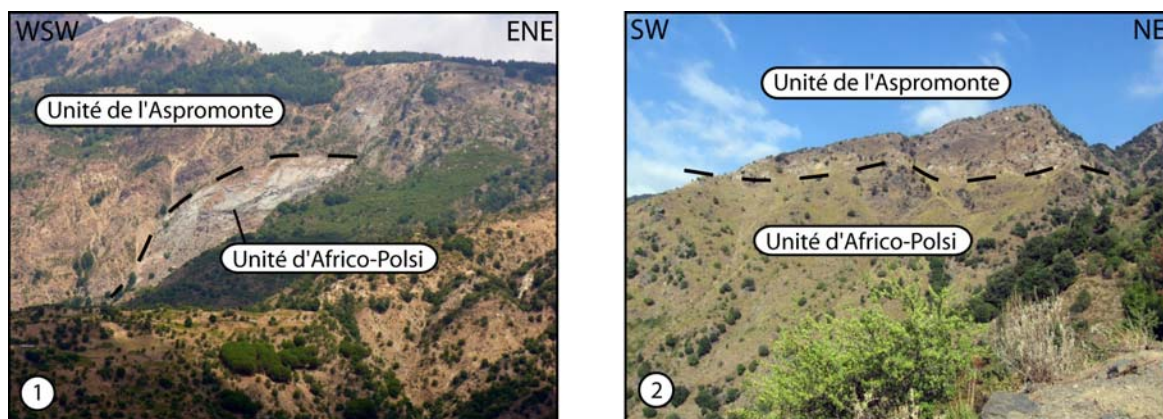 WSW ENE
Unité de l'Aspromonte
Unité d'Africo-Polsi
1
SW NE
Unité de l'Aspromonte
Unité d'Africo-Polsi
2